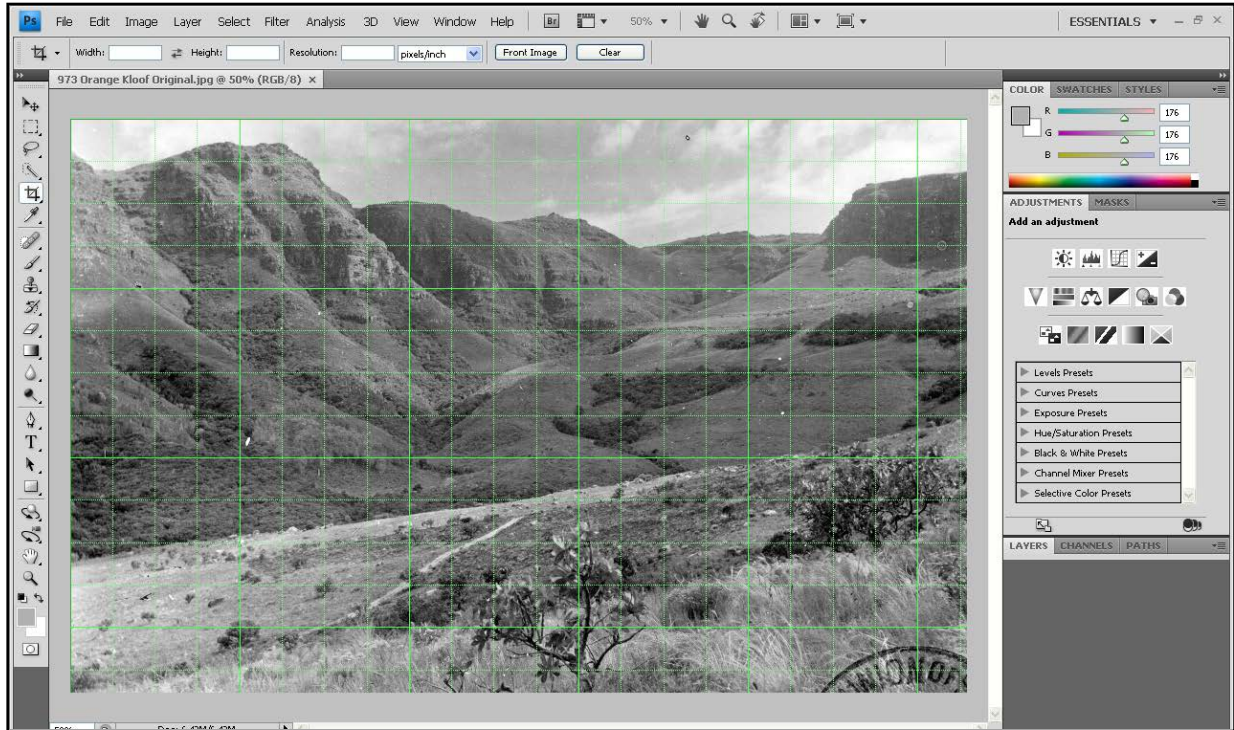 Ps File Edit Image Layer Select Filter Analysis 3D View Window Help Br 50% ESSENTIALS
Width: Height: Resolution: pixels/inch Front Image Clear
973 Orange Kloof Original.jpg @ 50% (RGB/8) ×
COLOR SWATCHES STYLES
R 176
G 176
B 176
ADJUSTMENTS MASKS
Add an adjustment
Levels Presets
Curves Presets
Exposure Presets
Hue/Saturation Presets
Black & White Presets
Channel Mixer Presets
Selective Color Presets
LAYERS CHANNELS PATHS
T
UNION OF